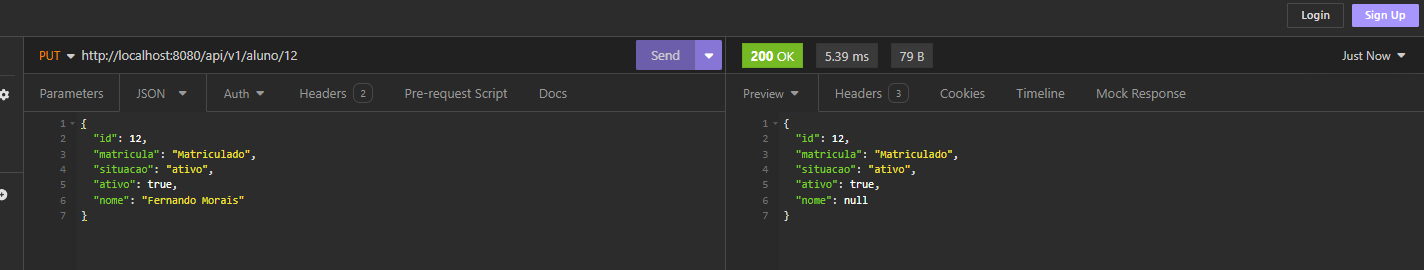 Login Sign Up
PUT http://localhost:8080/api/v1/aluno/12 Send
200 OK 5.39 ms 79 B Just Now
Parameters JSON Auth Headers 2 Pre-request Script Docs
Preview Headers 3 Cookies Timeline Mock Response
1 {
2 "id": 12,
3 "matricula": "Matriculado",
4 "situacao": "ativo",
5 "ativo": true,
6 "nome": "Fernando Morais"
7 }
1 {
2 "id": 12,
3 "matricula": "Matriculado",
4 "situacao": "ativo",
5 "ativo": true,
6 "nome": null
7 }